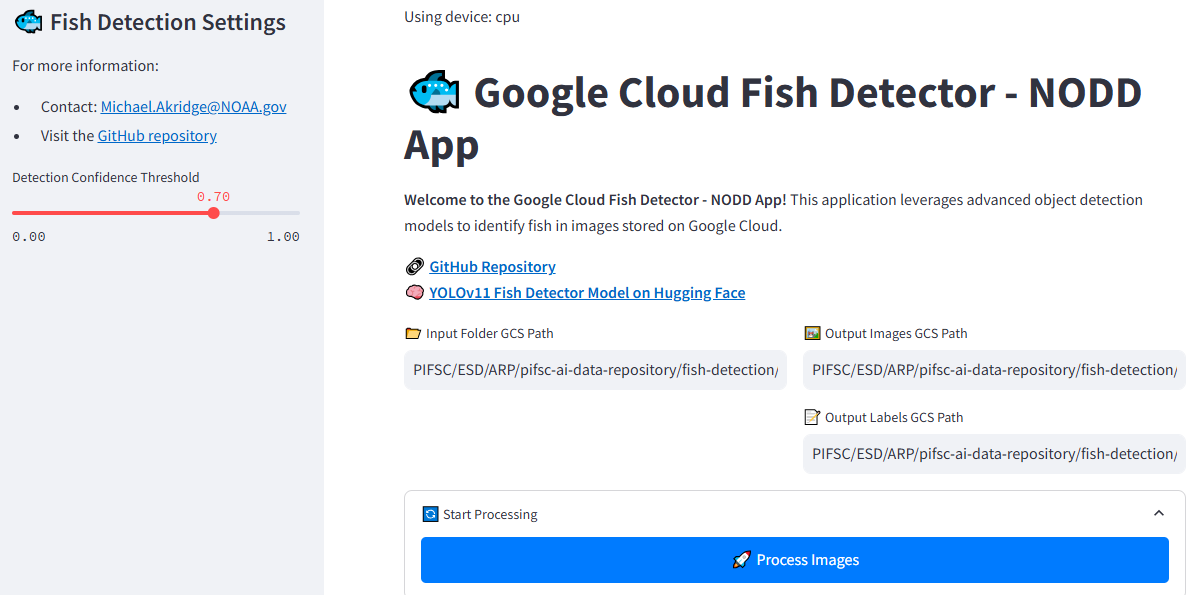 Fish Detection Settings
For more information:
Contact: Michael.Akridge@NOAA.gov
Visit the GitHub repository
Detection Confidence Threshold
0.70
0.00 1.00
Using device: cpu
Google Cloud Fish Detector - NODD
App
Welcome to the Google Cloud Fish Detector - NODD App! This application leverages advanced object detection
models to identify fish in images stored on Google Cloud.
GitHub Repository
YOLOv11 Fish Detector Model on Hugging Face
Input Folder GCS Path
PIFSC/ESD/ARP/pifsc-ai-data-repository/fish-detection/
Output Images GCS Path
PIFSC/ESD/ARP/pifsc-ai-data-repository/fish-detection/
Output Labels GCS Path
PIFSC/ESD/ARP/pifsc-ai-data-repository/fish-detection/
Start Processing
Process Images